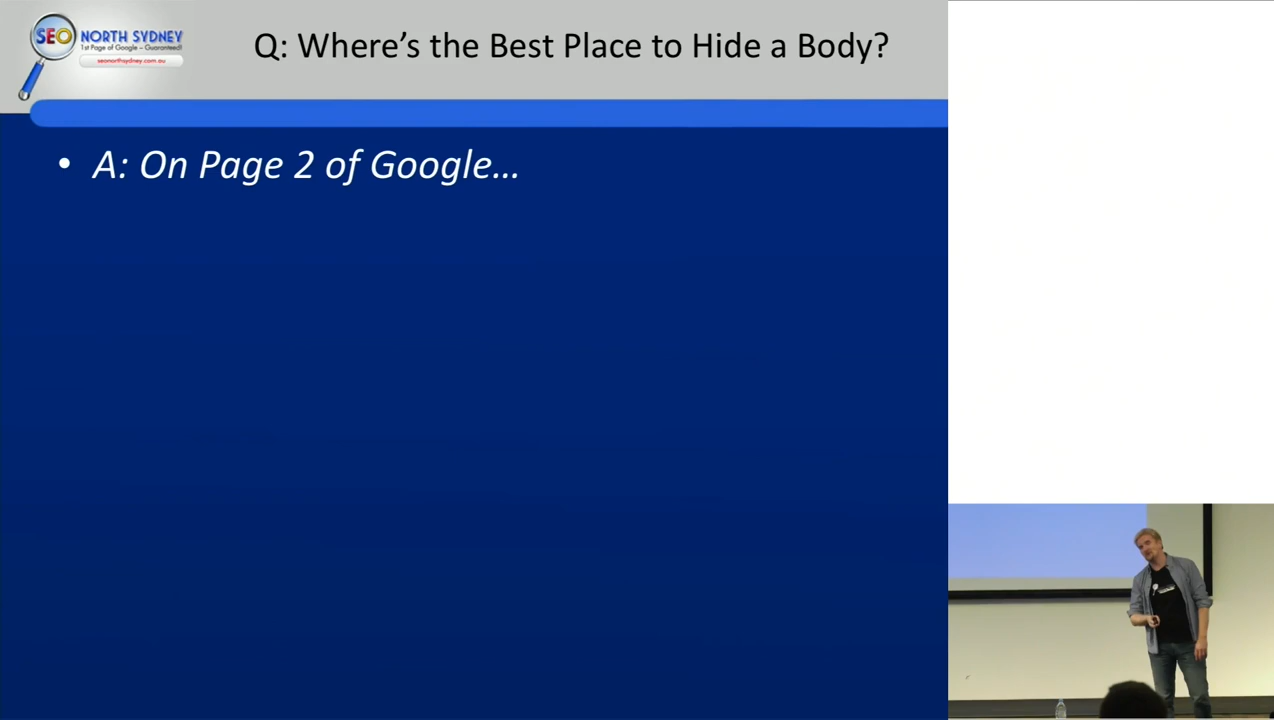 SEO NORTH SYDNEY
1st Page of Google – Guaranteed!
seonorthsydney.com.au
Q: Where's the Best Place to Hide a Body?
• A: On Page 2 of Google...